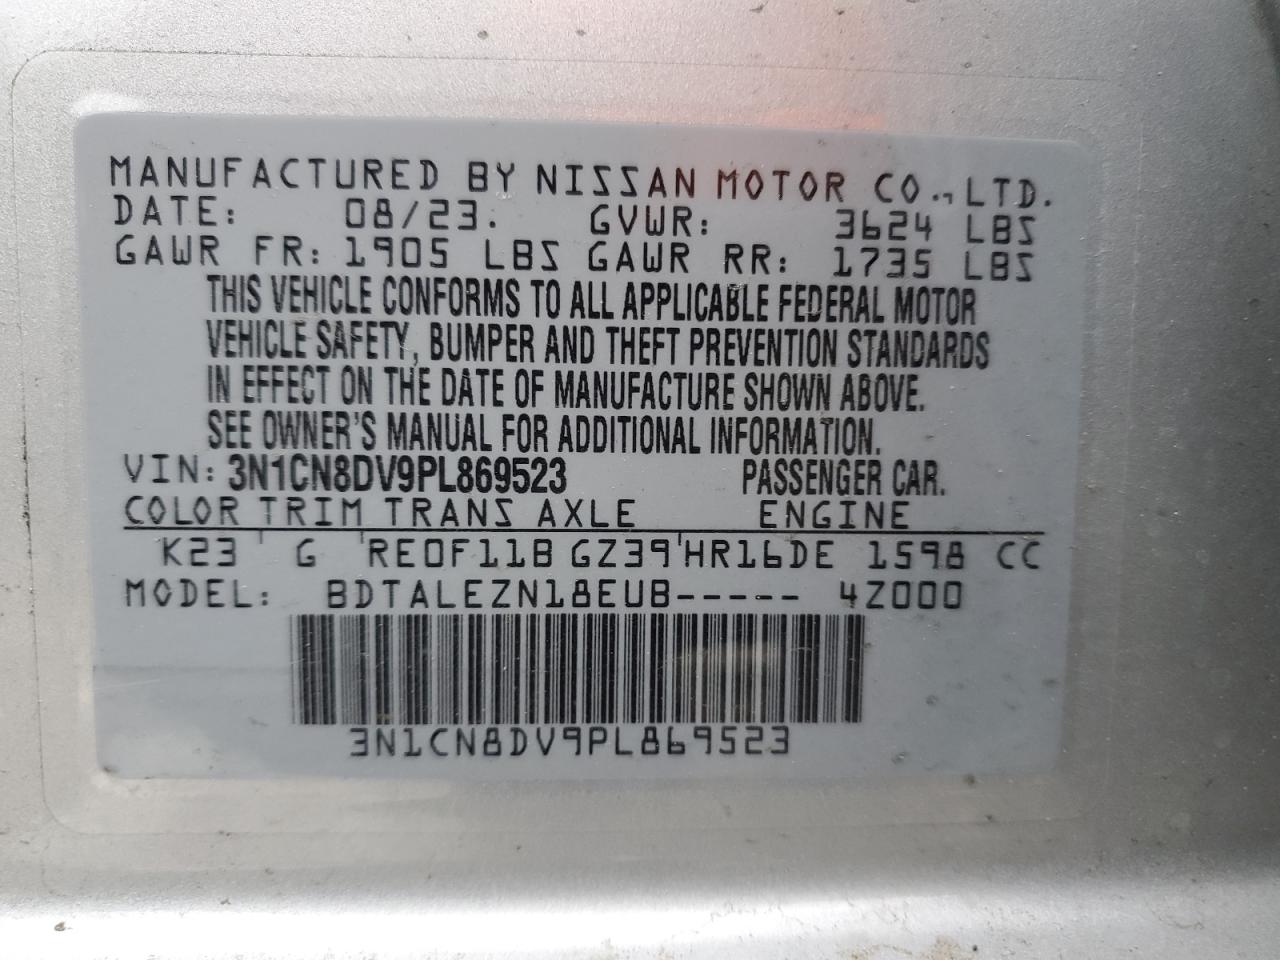 MANUFACTURED BY NISSAN MOTOR CO., LTD.
DATE: 08/23. GVWR: 3624 LBS
GAWR FR: 1905 LBS GAWR RR: 1735 LBS
THIS VEHICLE CONFORMS TO ALL APPLICABLE FEDERAL MOTOR
VEHICLE SAFETY, BUMPER AND THEFT PREVENTION STANDARDS
IN EFFECT ON THE DATE OF MANUFACTURE SHOWN ABOVE.
SEE OWNER'S MANUAL FOR ADDITIONAL INFORMATION.
VIN: 3N1CN8DV9PL869523 PASSENGER CAR.
COLOR TRIM TRANS AXLE ENGINE
K23 ' G 'RE0F11B GZ39'HR16DE 1598 CC
MODEL: BDTALEZN18EUB----- 4Z000
3N1CN8DV9PL869523